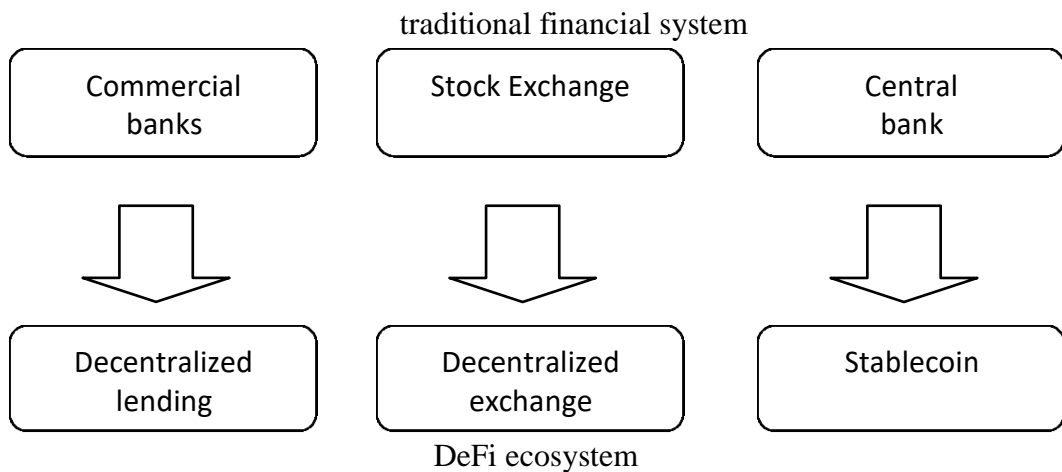 traditional financial system
Commercial
banks
Stock Exchange
Central
bank
Decentralized
lending
Decentralized
exchange
Stablecoin
DeFi ecosystem